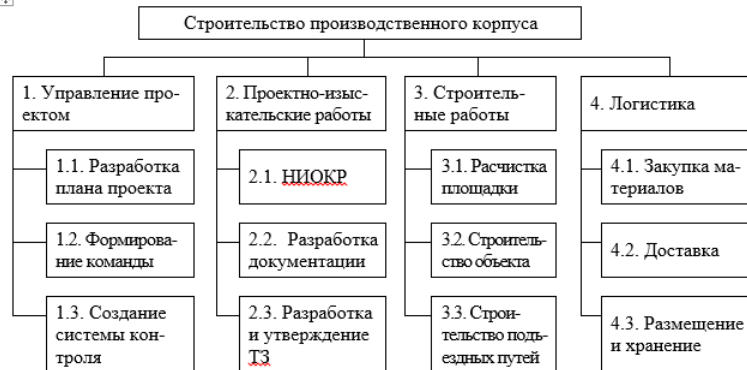 Строительство производственного корпуса
1. Управление про-
ектом
2. Проектно-изыс-
кательские работы
3. Строитель-
ные работы
4. Логистика
1.1. Разработка
плана проекта
2.1. НИОКР
3.1. Расчистка
площадки
4.1. Закупка ма-
териалов
1.2. Формирова-
ние команды
2.2. Разработка
документации
3.2. Строитель-
ство объекта
4.2. Доставка
1.3. Создание
системы кон-
троля
2.3. Разработка
и утверждение
ТЗ
3.3. Строи-
тельство подъ-
ездных путей
4.3. Размещение
и хранение